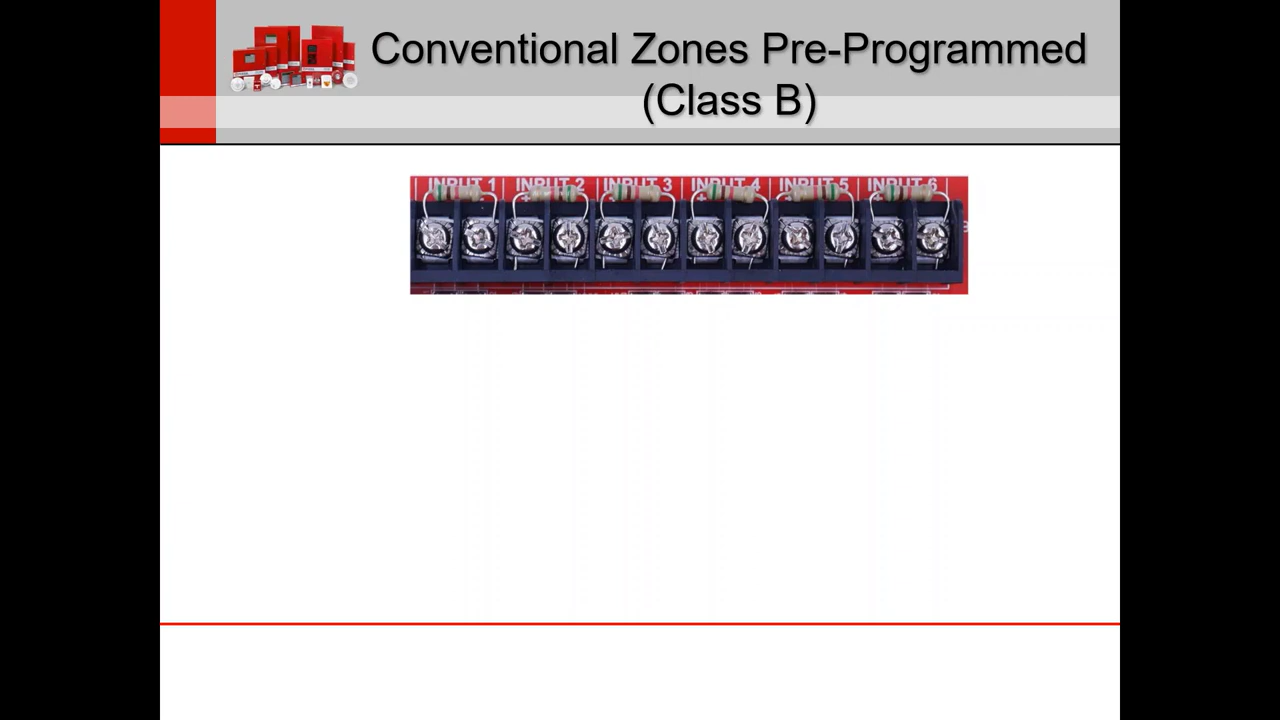 Conventional Zones Pre-Programmed
(Class B)
INPUT 1 INPUT 2 INPUT 3 INPUT 4 INPUT 5 INPUT 6